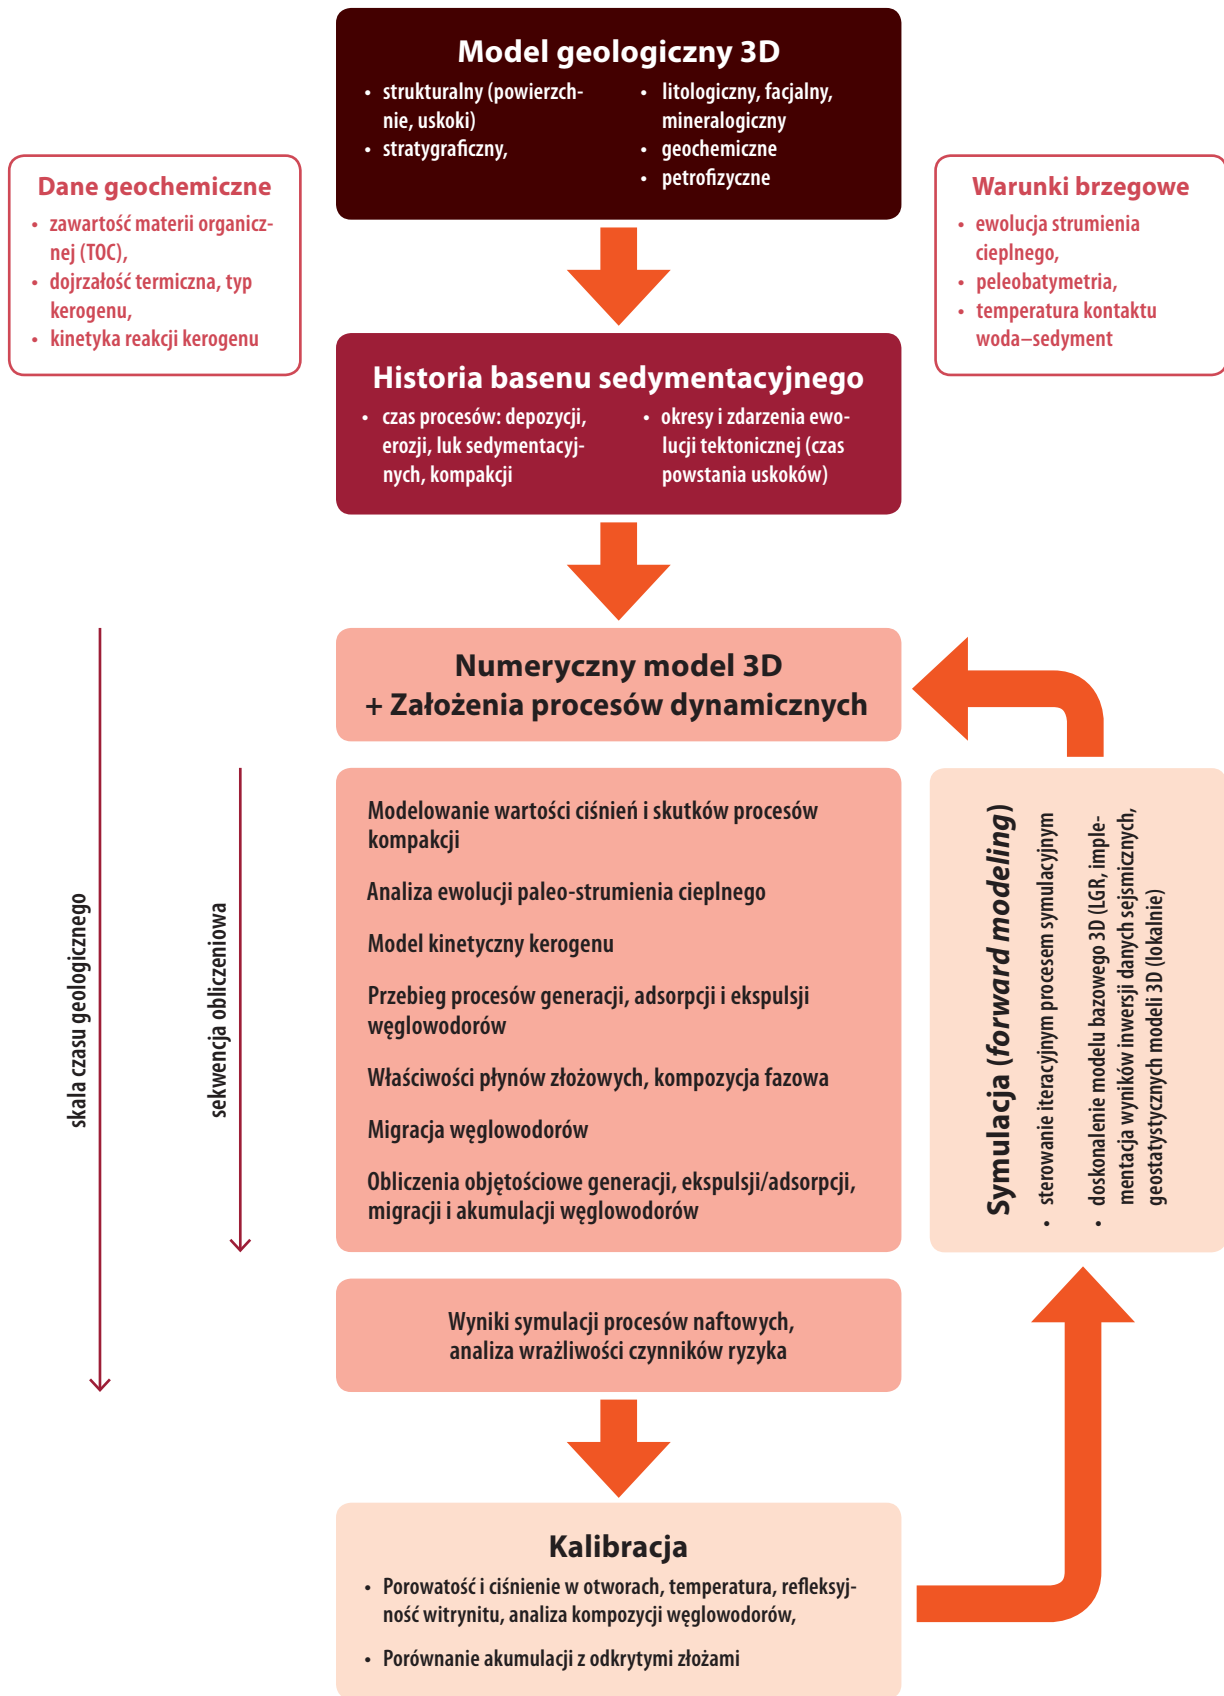 Model geologiczny 3D
• strukturalny (powierzch-
nie, uskoki)
• stratygraficzny,
• litologiczny, facjalny,
mineralogiczny
• geochemiczne
• petrofizyczne
Dane geochemiczne
• zawartość materii organicz-
nej (TOC),
• dojrzałość termiczna, typ
kerogenu,
• kinetyka reakcji kerogenu
Warunki brzegowe
• ewolucja strumienia
cieplnego,
• peleobatymetria,
• temperatura kontaktu
woda–sedyment
Historia basenu sedymentacyjnego
• czas procesów: depozycji,
erozji, luk sedymentacyj-
nych, kompakcji
• okresy i zdarzenia ewo-
lucji tektonicznej (czas
powstania uskoków)
Numeryczny model 3D
+ Założenia procesów dynamicznych
skala czasu geologicznego
sekwencja obliczeniowa
Modelowanie wartości ciśnień i skutków procesów
kompakcji
Analiza ewolucji paleo-strumienia cieplnego
Model kinetyczny kerogenu
Przebieg procesów generacji, adsorpcji i ekspulsji
węglowodorów
Właściwości płynów złożowych, kompozycja fazowa
Migracja węglowodorów
Obliczenia objętościowe generacji, ekspulsji/adsorpcji,
migracji i akumulacji węglowodorów
Symulacja (forward modeling)
• sterowanie iteracyjnym procesem symulacyjnym
• doskonalenie modelu bazowego 3D (LGR, imple-
mentacja wyników inwersji danych sejsmicznych,
geostatystycznych modeli 3D (lokalnie)
Wyniki symulacji procesów naftowych,
analiza wrażliwości czynników ryzyka
Kalibracja
• Porowatość i ciśnienie w otworach, temperatura, refleksyj-
ność witrynitu, analiza kompozycji węglowodorów,
• Porównanie akumulacji z odkrytymi złożami